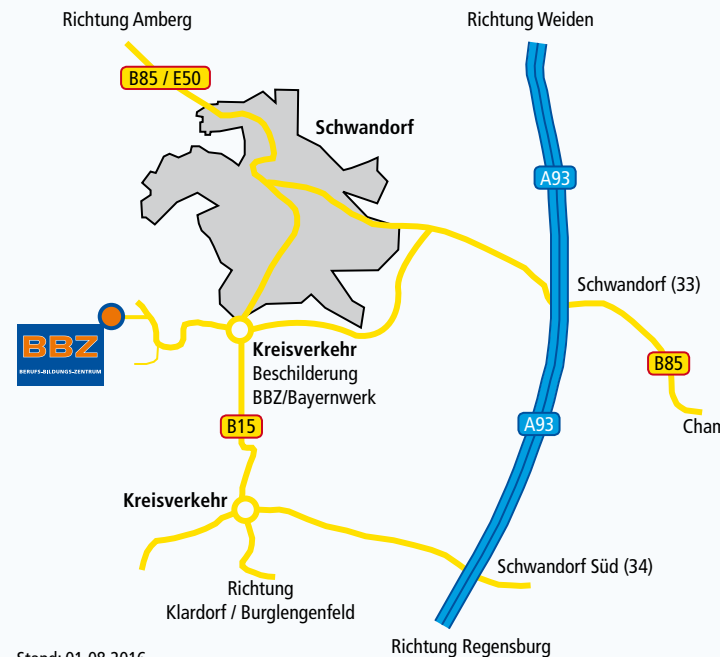 Richtung Amberg
Richtung Weiden
B85 / E50
Schwandorf
A93
Schwandorf (33)
BBZ
BERUFS-BILDUNGS-ZENTRUM
Kreisverkehr
Beschilderung
BBZ/Bayernwerk
B85
Cham
B15
A93
Kreisverkehr
Schwandorf Süd (34)
Richtung
Klardorf / Burglengenfeld
Richtung Regensburg
Stand: 01.08.2016